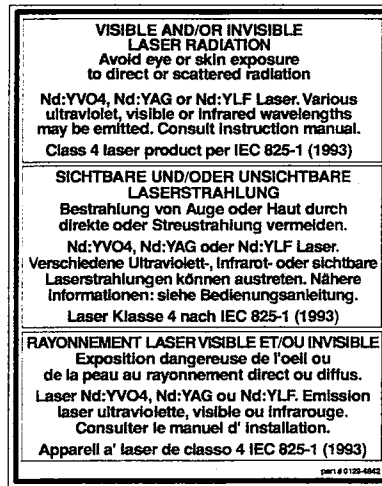 VISIBLE AND/OR INVISIBLE
LASER RADIATION
Avoid eye or skin exposure
to direct or scattered radiation
Nd:YVO4, Nd:YAG or Nd:YLF Laser. Various
ultraviolet, visible or infrared wavelengths
may be emitted. Consult instruction manual.
Class 4 laser product per IEC 825-1 (1993)
SICHTBARE UND/ODER UNSICHTBARE
LASERSTRAHLUNG
Bestrahlung von Auge oder Haut durch
direkte oder Streustrahlung vermeiden.
Nd:YVO4, Nd:YAG oder Nd:YLF Laser.
Verschiedene Ultraviolett-, Infrarot- oder sichtbare
Laserstrahlungen können austreten. Nähere
Informationen: siehe Bedienungsanleitung.
Laser Klasse 4 nach IEC 825-1 (1993)
RAYONNEMENT LASER VISIBLE ET/OU INVISIBLE
Exposition dangereuse de l'oeil ou
de la peau au rayonnement direct ou diffus.
Laser Nd:YVO4, Nd:YAG ou Nd:YLF. Emission
laser ultraviolette, visible ou infrarouge.
Consulter le manuel d' installation.
Appareil a' laser de classo 4 IEC 825-1 (1993)
part # 0129-4842